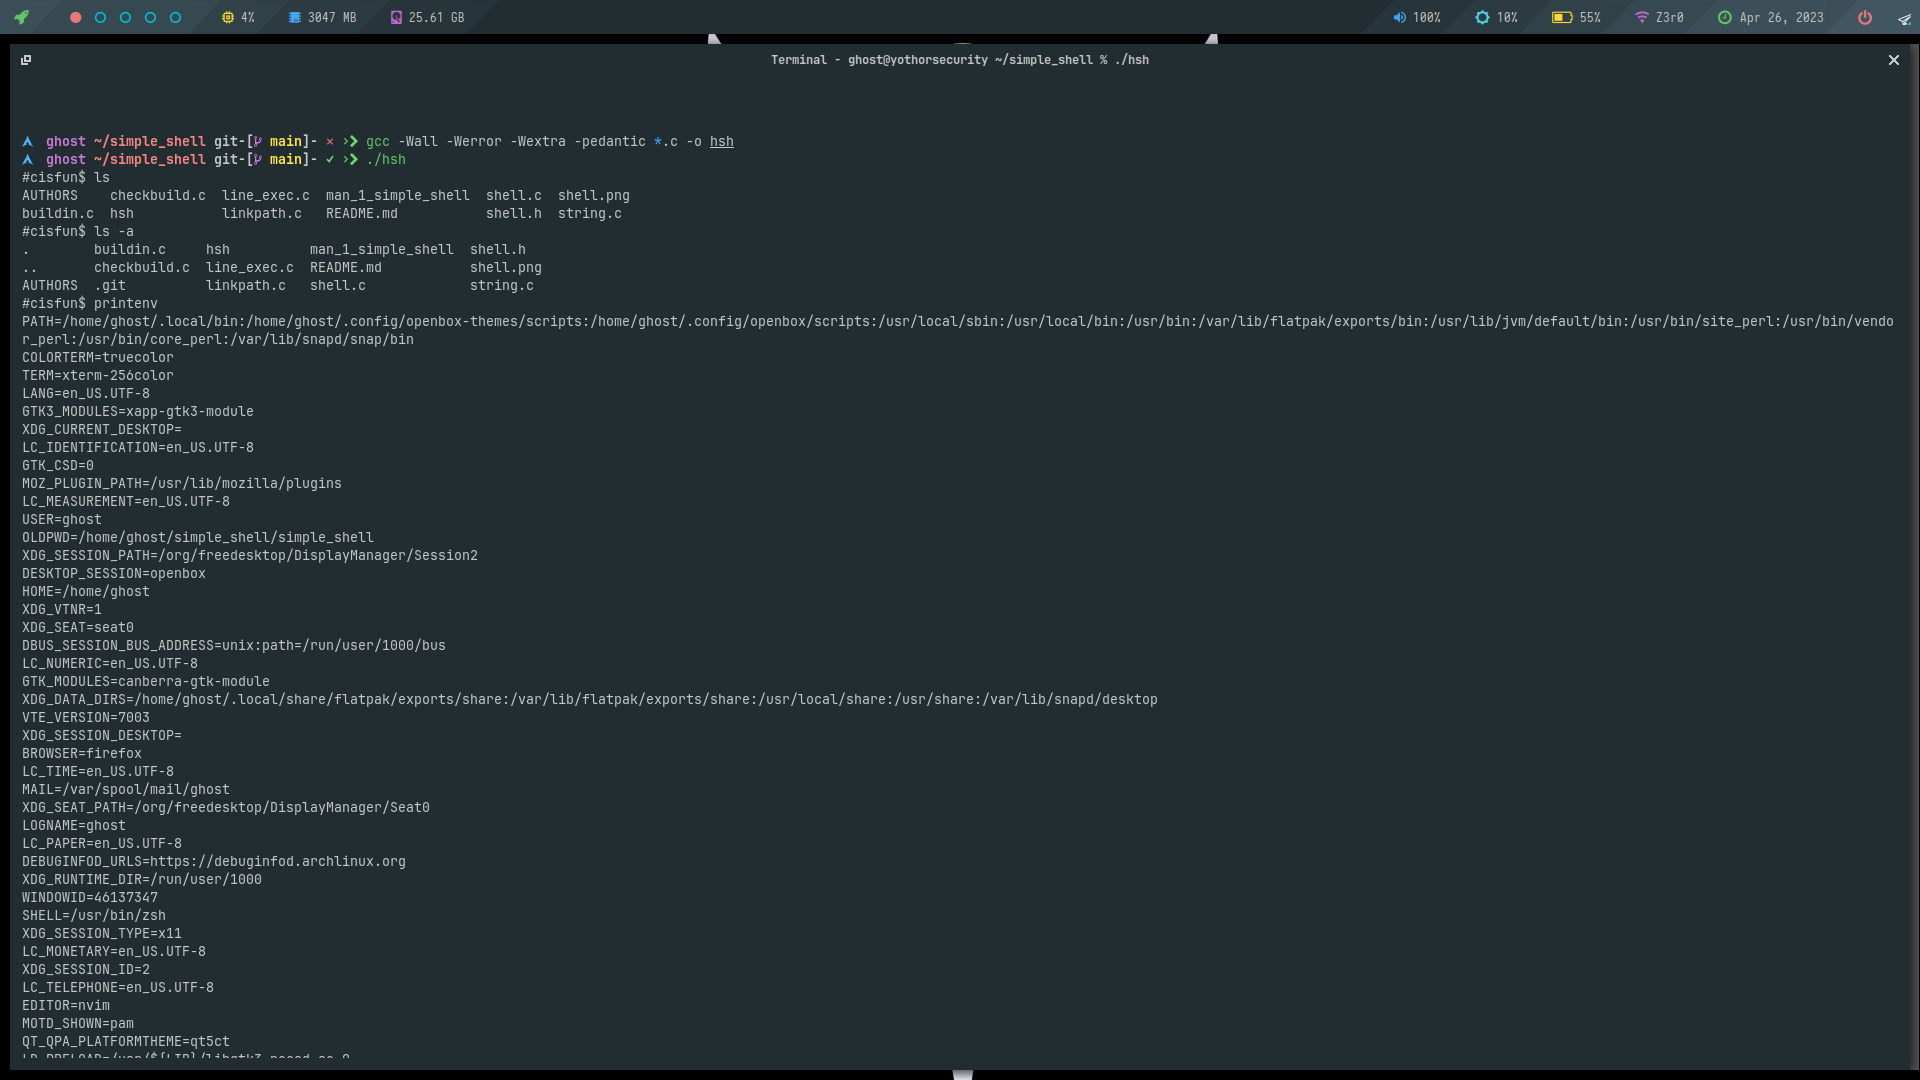 4% 3047 MB 25.61 GB 100% 10% 55% Z3r0 Apr 26, 2023
Terminal - ghost@yothorsecurity ~/simple_shell % ./hsh
ghost ~/simple_shell git-[ main]- × ›❯ gcc -Wall -Werror -Wextra -pedantic *.c -o hsh
ghost ~/simple_shell git-[ main]- ✓ ›❯ ./hsh
#cisfun$ ls
AUTHORS    checkbuild.c  line_exec.c  man_1_simple_shell  shell.c  shell.png
buildin.c  hsh           linkpath.c   README.md           shell.h  string.c
#cisfun$ ls -a
.        buildin.c     hsh          man_1_simple_shell  shell.h
..       checkbuild.c  line_exec.c  README.md           shell.png
AUTHORS  .git          linkpath.c   shell.c             string.c
#cisfun$ printenv
PATH=/home/ghost/.local/bin:/home/ghost/.config/openbox-themes/scripts:/home/ghost/.config/openbox/scripts:/usr/local/sbin:/usr/local/bin:/usr/bin:/var/lib/flatpak/exports/bin:/usr/lib/jvm/default/bin:/usr/bin/site_perl:/usr/bin/vendo
r_perl:/usr/bin/core_perl:/var/lib/snapd/snap/bin
COLORTERM=truecolor
TERM=xterm-256color
LANG=en_US.UTF-8
GTK3_MODULES=xapp-gtk3-module
XDG_CURRENT_DESKTOP=
LC_IDENTIFICATION=en_US.UTF-8
GTK_CSD=0
MOZ_PLUGIN_PATH=/usr/lib/mozilla/plugins
LC_MEASUREMENT=en_US.UTF-8
USER=ghost
OLDPWD=/home/ghost/simple_shell/simple_shell
XDG_SESSION_PATH=/org/freedesktop/DisplayManager/Session2
DESKTOP_SESSION=openbox
HOME=/home/ghost
XDG_VTNR=1
XDG_SEAT=seat0
DBUS_SESSION_BUS_ADDRESS=unix:path=/run/user/1000/bus
LC_NUMERIC=en_US.UTF-8
GTK_MODULES=canberra-gtk-module
XDG_DATA_DIRS=/home/ghost/.local/share/flatpak/exports/share:/var/lib/flatpak/exports/share:/usr/local/share:/usr/share:/var/lib/snapd/desktop
VTE_VERSION=7003
XDG_SESSION_DESKTOP=
BROWSER=firefox
LC_TIME=en_US.UTF-8
MAIL=/var/spool/mail/ghost
XDG_SEAT_PATH=/org/freedesktop/DisplayManager/Seat0
LOGNAME=ghost
LC_PAPER=en_US.UTF-8
DEBUGINFOD_URLS=https://debuginfod.archlinux.org
XDG_RUNTIME_DIR=/run/user/1000
WINDOWID=46137347
SHELL=/usr/bin/zsh
XDG_SESSION_TYPE=x11
LC_MONETARY=en_US.UTF-8
XDG_SESSION_ID=2
LC_TELEPHONE=en_US.UTF-8
EDITOR=nvim
MOTD_SHOWN=pam
QT_QPA_PLATFORMTHEME=qt5ct